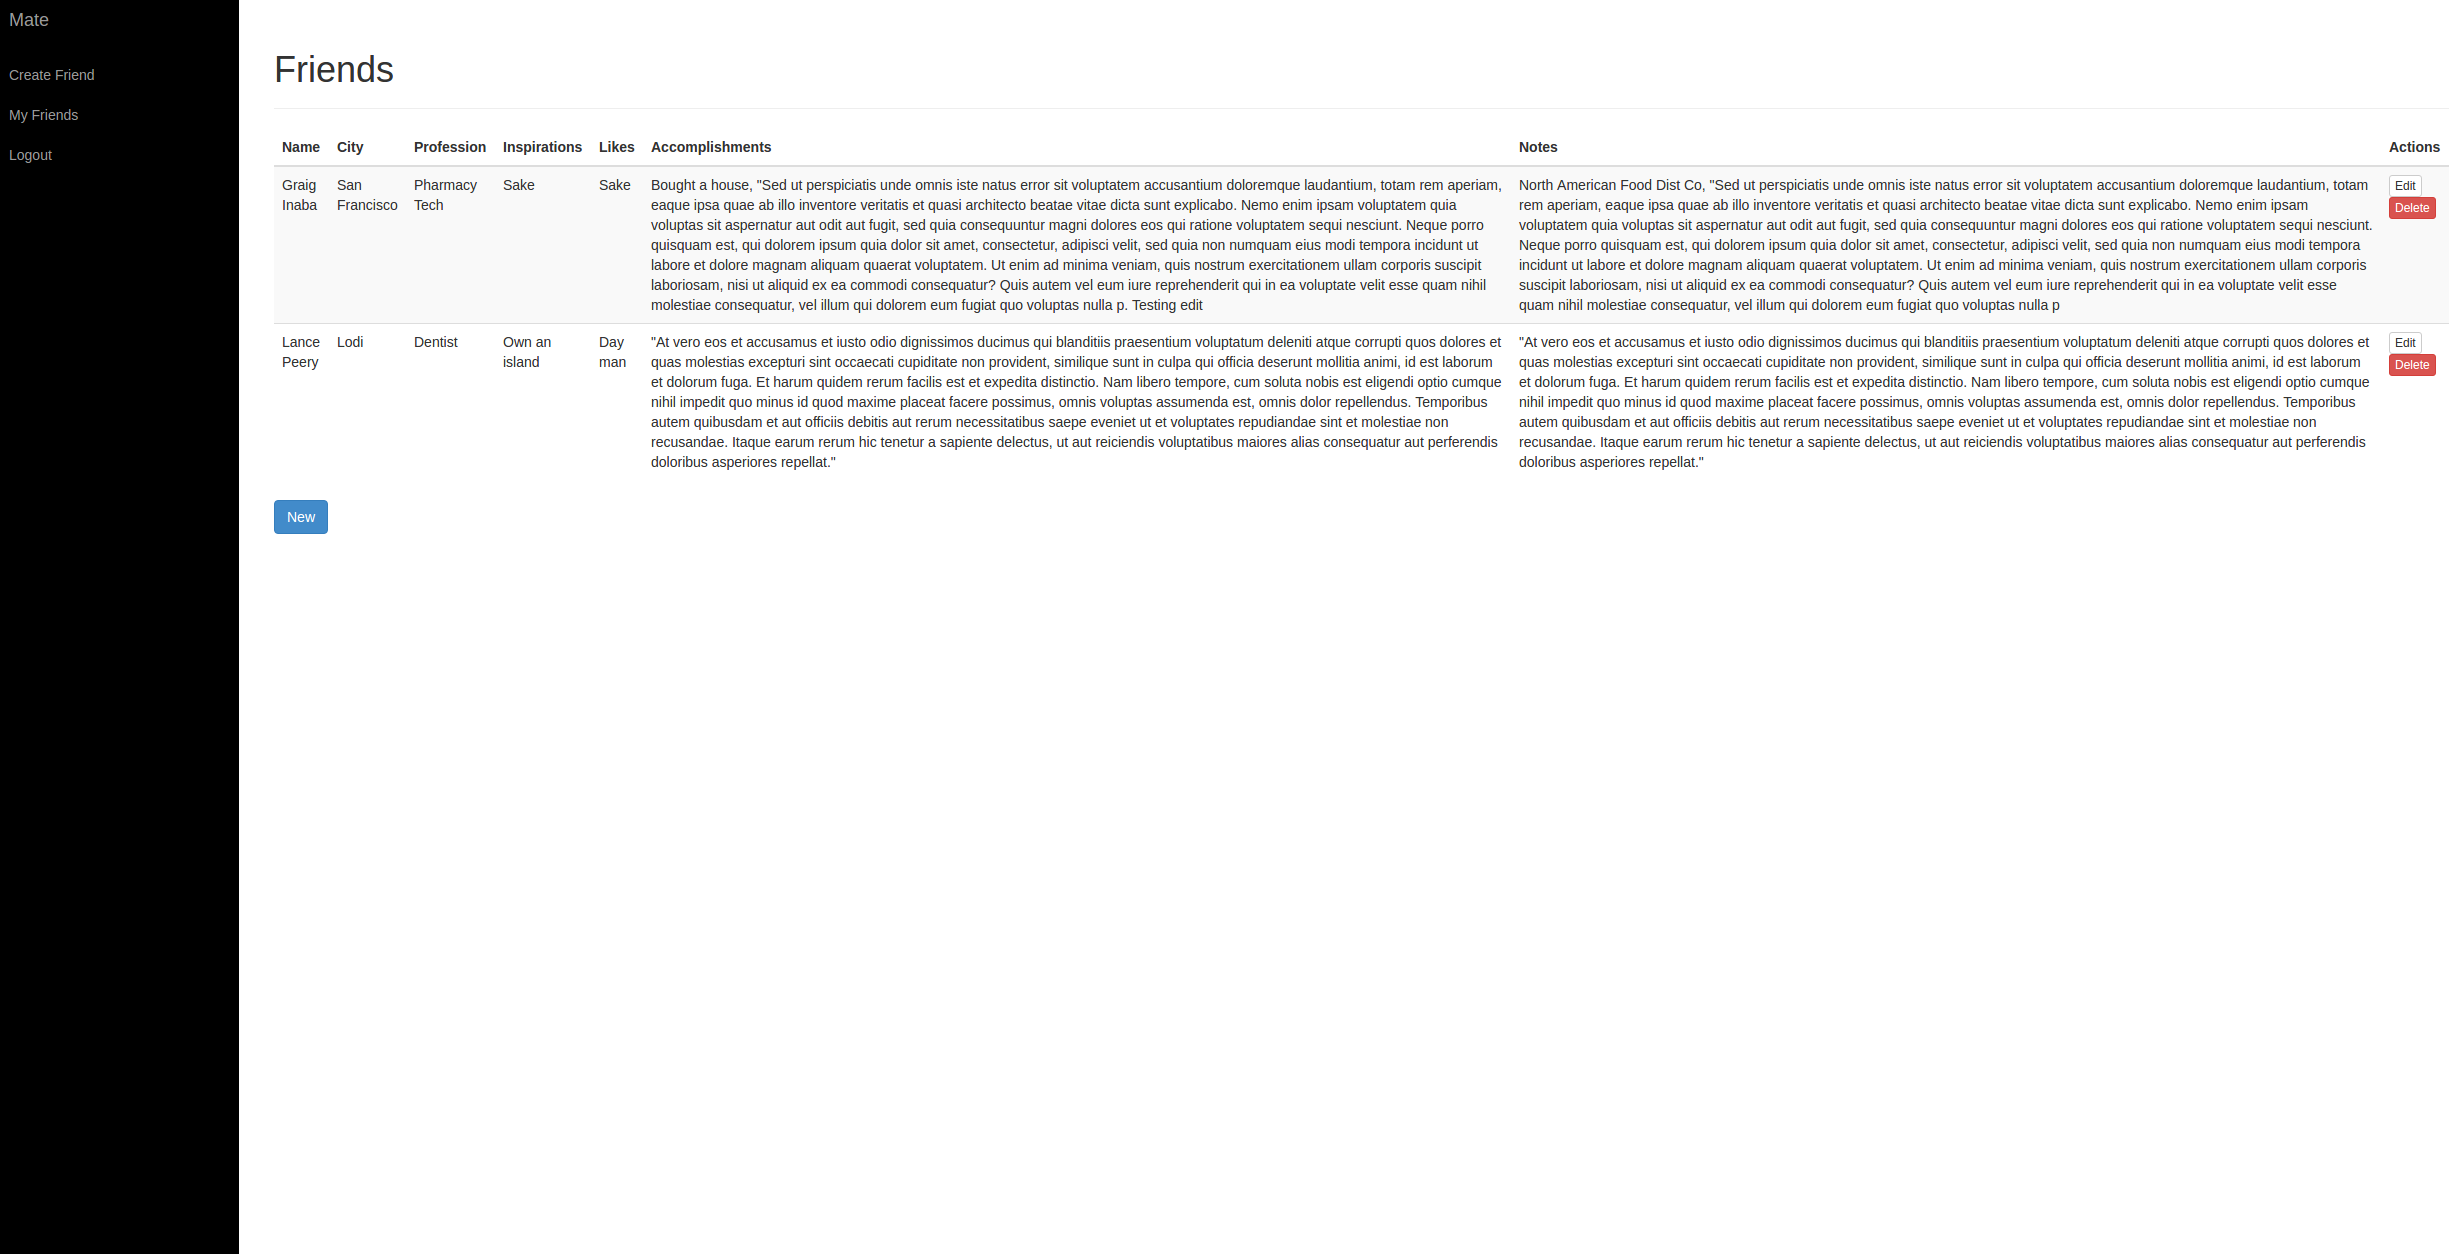 Mate
Create Friend
My Friends
Logout
Friends
Name City Profession Inspirations Likes Accomplishments Notes Actions
Graig
Inaba
San
Francisco
Pharmacy
Tech
Sake
Sake
Bought a house, "Sed ut perspiciatis unde omnis iste natus error sit voluptatem accusantium doloremque laudantium, totam rem aperiam,
eaque ipsa quae ab illo inventore veritatis et quasi architecto beatae vitae dicta sunt explicabo. Nemo enim ipsam voluptatem quia
voluptas sit aspernatur aut odit aut fugit, sed quia consequuntur magni dolores eos qui ratione voluptatem sequi nesciunt. Neque porro
quisquam est, qui dolorem ipsum quia dolor sit amet, consectetur, adipisci velit, sed quia non numquam eius modi tempora incidunt ut
labore et dolore magnam aliquam quaerat voluptatem. Ut enim ad minima veniam, quis nostrum exercitationem ullam corporis suscipit
laboriosam, nisi ut aliquid ex ea commodi consequatur? Quis autem vel eum iure reprehenderit qui in ea voluptate velit esse quam nihil
molestiae consequatur, vel illum qui dolorem eum fugiat quo voluptas nulla p. Testing edit
North American Food Dist Co, "Sed ut perspiciatis unde omnis iste natus error sit voluptatem accusantium doloremque laudantium, totam
rem aperiam, eaque ipsa quae ab illo inventore veritatis et quasi architecto beatae vitae dicta sunt explicabo. Nemo enim ipsam
voluptatem quia voluptas sit aspernatur aut odit aut fugit, sed quia consequuntur magni dolores eos qui ratione voluptatem sequi nesciunt.
Neque porro quisquam est, qui dolorem ipsum quia dolor sit amet, consectetur, adipisci velit, sed quia non numquam eius modi tempora
incidunt ut labore et dolore magnam aliquam quaerat voluptatem. Ut enim ad minima veniam, quis nostrum exercitationem ullam corporis
suscipit laboriosam, nisi ut aliquid ex ea commodi consequatur? Quis autem vel eum iure reprehenderit qui in ea voluptate velit esse
quam nihil molestiae consequatur, vel illum qui dolorem eum fugiat quo voluptas nulla p
Edit
Delete
Lance
Peery
Lodi
Dentist
Own an
island
Day
man
"At vero eos et accusamus et iusto odio dignissimos ducimus qui blanditiis praesentium voluptatum deleniti atque corrupti quos dolores et
quas molestias excepturi sint occaecati cupiditate non provident, similique sunt in culpa qui officia deserunt mollitia animi, id est laborum
et dolorum fuga. Et harum quidem rerum facilis est et expedita distinctio. Nam libero tempore, cum soluta nobis est eligendi optio cumque
nihil impedit quo minus id quod maxime placeat facere possimus, omnis voluptas assumenda est, omnis dolor repellendus. Temporibus
autem quibusdam et aut officiis debitis aut rerum necessitatibus saepe eveniet ut et voluptates repudiandae sint et molestiae non
recusandae. Itaque earum rerum hic tenetur a sapiente delectus, ut aut reiciendis voluptatibus maiores alias consequatur aut perferendis
doloribus asperiores repellat."
"At vero eos et accusamus et iusto odio dignissimos ducimus qui blanditiis praesentium voluptatum deleniti atque corrupti quos dolores et
quas molestias excepturi sint occaecati cupiditate non provident, similique sunt in culpa qui officia deserunt mollitia animi, id est laborum
et dolorum fuga. Et harum quidem rerum facilis est et expedita distinctio. Nam libero tempore, cum soluta nobis est eligendi optio cumque
nihil impedit quo minus id quod maxime placeat facere possimus, omnis voluptas assumenda est, omnis dolor repellendus. Temporibus
autem quibusdam et aut officiis debitis aut rerum necessitatibus saepe eveniet ut et voluptates repudiandae sint et molestiae non
recusandae. Itaque earum rerum hic tenetur a sapiente delectus, ut aut reiciendis voluptatibus maiores alias consequatur aut perferendis
doloribus asperiores repellat."
Edit
Delete
New